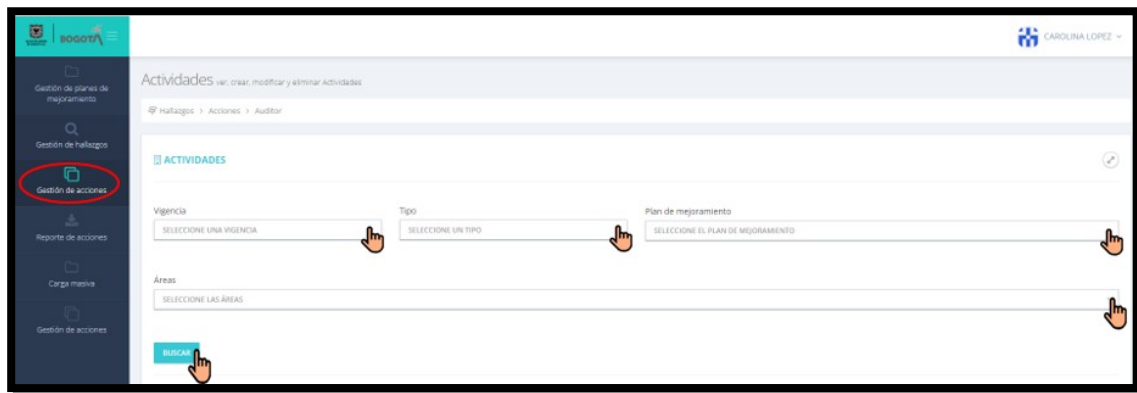 BOGOTÁ
CAROLINA LOPEZ
Gestión de planes de
mejoramiento
Gestión de hallazgos
Gestión de acciones
Reporte de acciones
Carga masiva
Gestión de acciones
Actividades ver, crear, modificar y eliminar Actividades
Hallazgos > Acciones > Auditor
ACTIVIDADES
Vigencia
SELECCIONE UNA VIGENCIA
Tipo
SELECCIONE UN TIPO
Plan de mejoramiento
SELECCIONE EL PLAN DE MEJORAMIENTO
Áreas
SELECCIONE LAS ÁREAS
BUSCAR